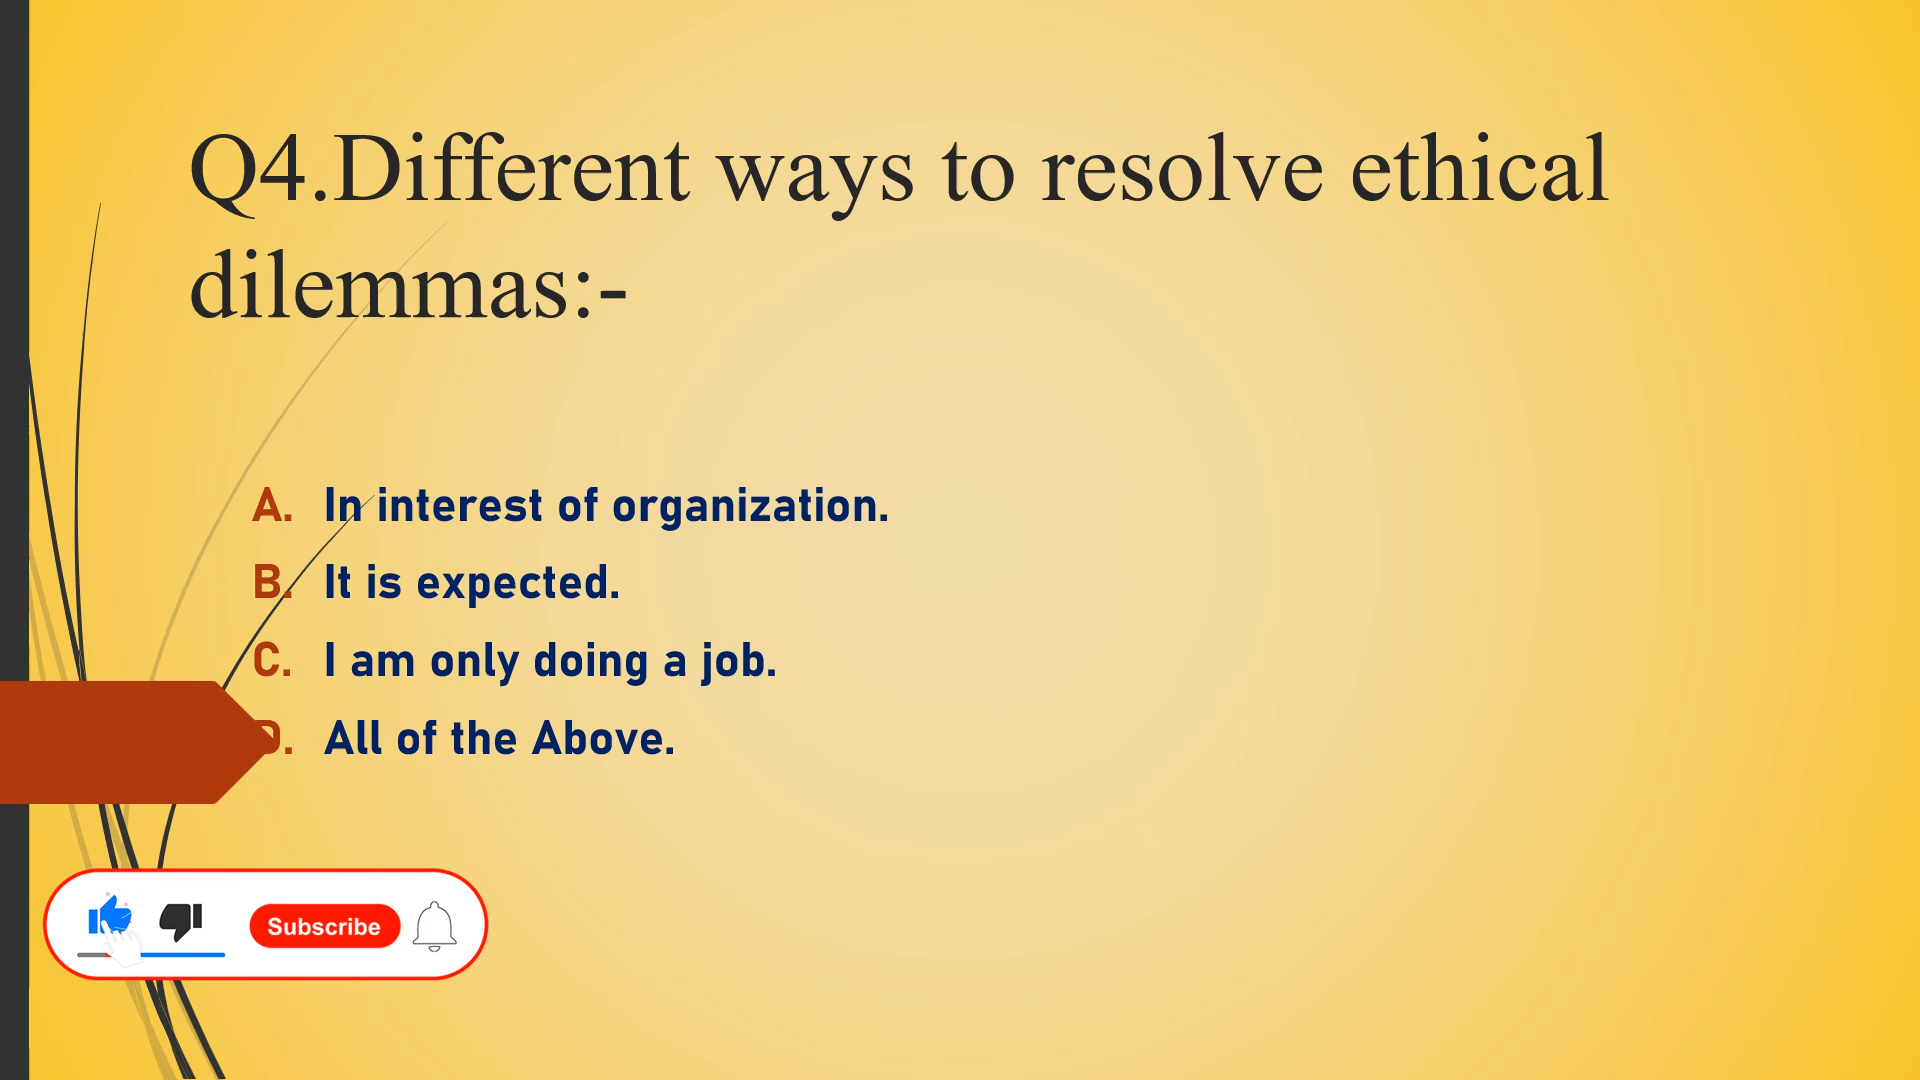 Q4.Different ways to resolve ethical
dilemmas:-
A. In interest of organization.
B. It is expected.
C. I am only doing a job.
D. All of the Above.
Subscribe